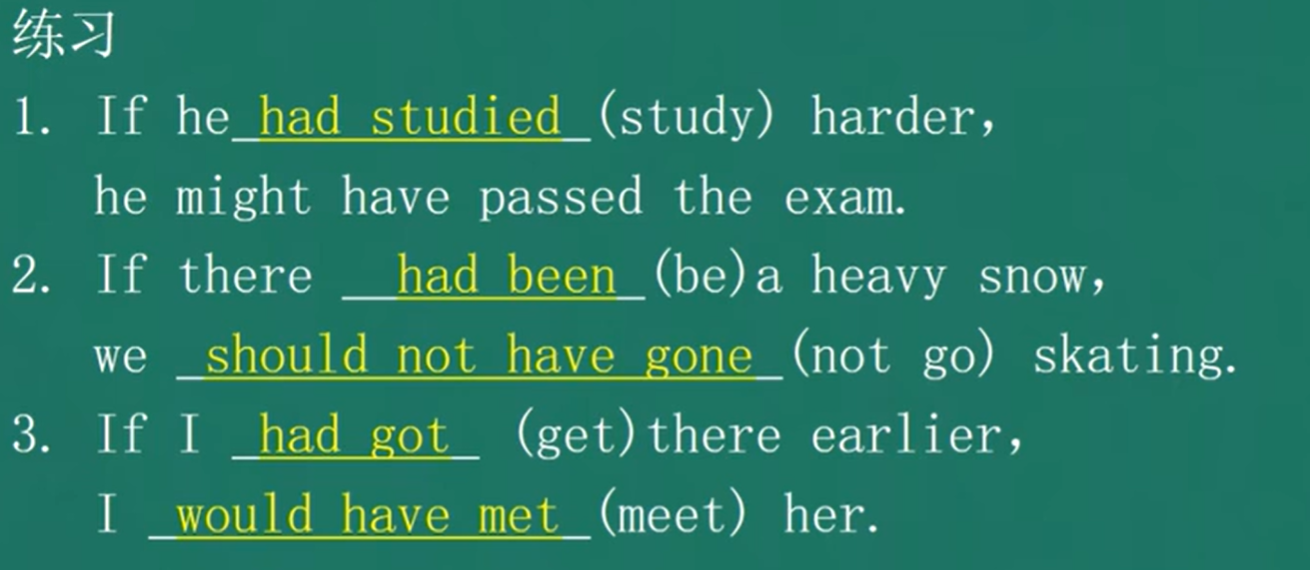 练习
1. If he had studied (study) harder,
he might have passed the exam.
2. If there had been (be)a heavy snow,
we should not have gone (not go) skating.
3. If I had got (get)there earlier,
I would have met (meet) her.